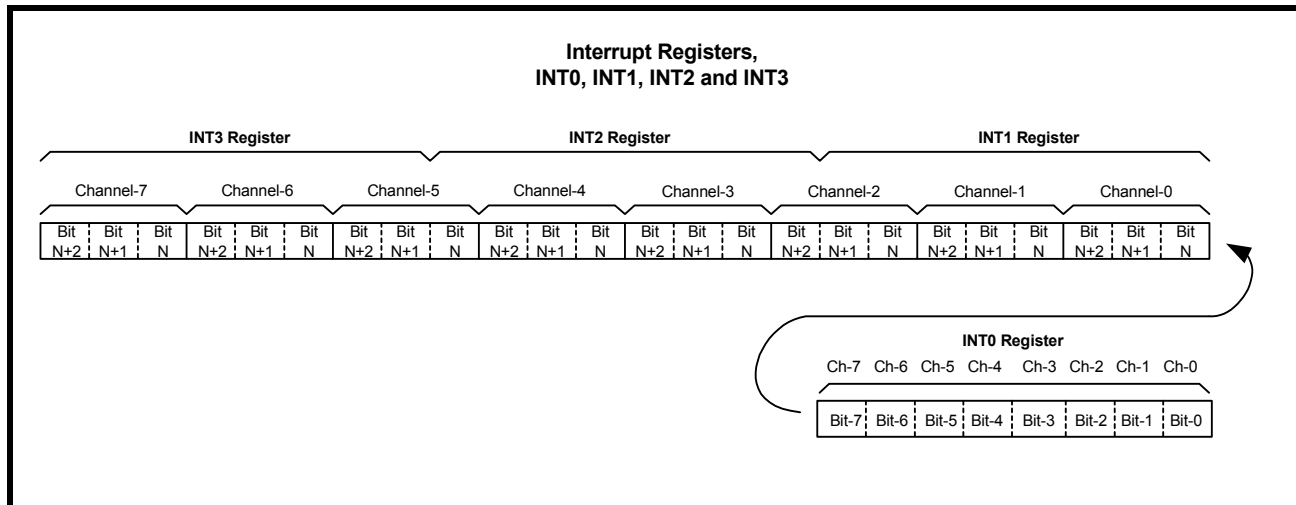 Interrupt Registers,
INT0, INT1, INT2 and INT3
INT3 Register INT2 Register INT1 Register
Channel-7 Channel-6 Channel-5 Channel-4 Channel-3 Channel-2 Channel-1 Channel-0
Bit Bit Bit Bit Bit Bit Bit Bit Bit Bit Bit Bit Bit Bit Bit Bit Bit Bit Bit Bit Bit Bit Bit Bit
N+2 N+1 N N+2 N+1 N N+2 N+1 N N+2 N+1 N N+2 N+1 N N+2 N+1 N N+2 N+1 N N+2 N+1 N
INT0 Register
Ch-7 Ch-6 Ch-5 Ch-4 Ch-3 Ch-2 Ch-1 Ch-0
Bit-7 Bit-6 Bit-5 Bit-4 Bit-3 Bit-2 Bit-1 Bit-0